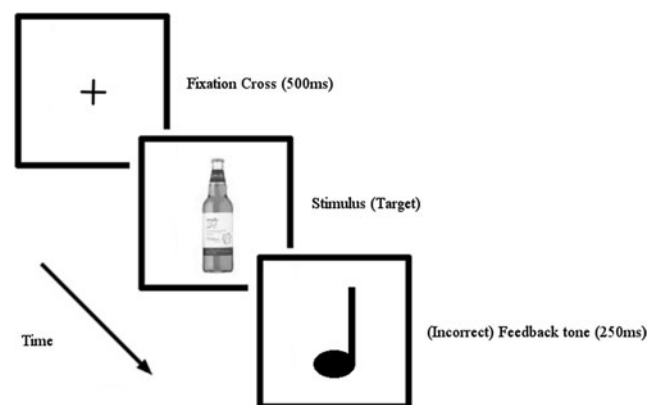 Fixation Cross (500ms)
Stimulus (Target)
(Incorrect) Feedback tone (250ms)
Time